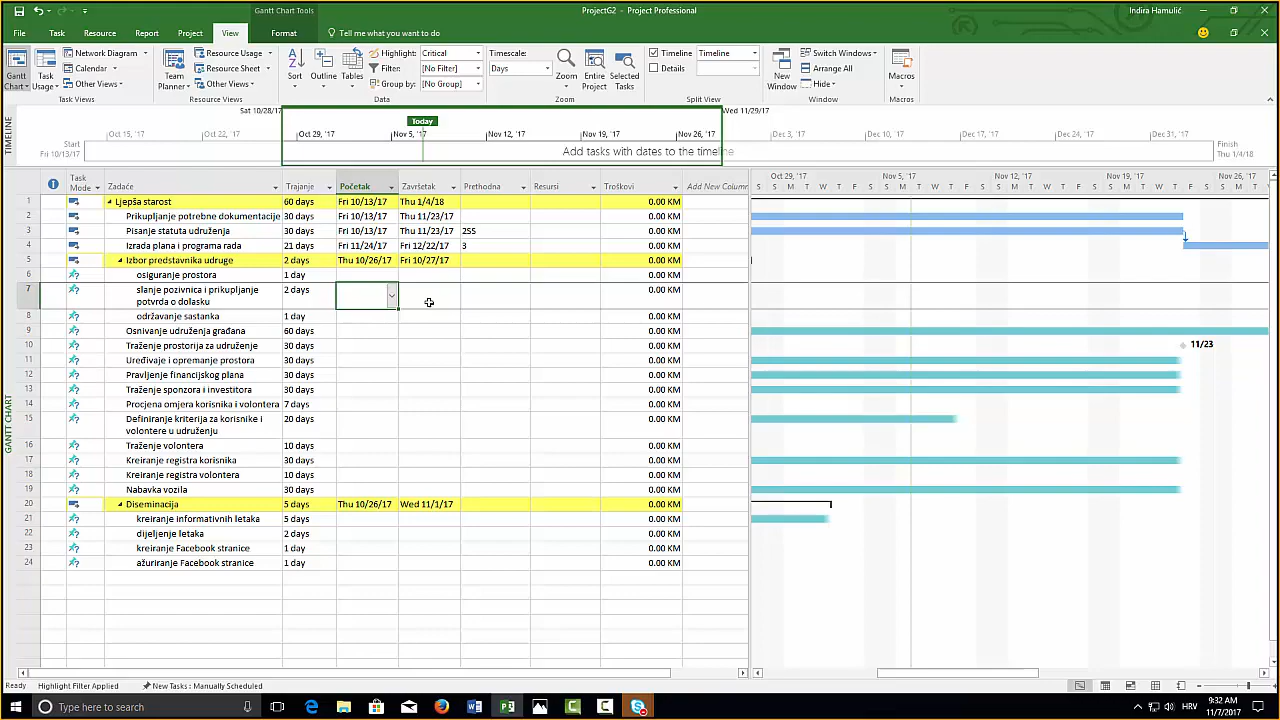 Gantt Chart Tools
ProjectG2 - Project Professional
Indira Hamulić
File Task Resource Report Project View Format Tell me what you want to do
Network Diagram Resource Usage Highlight: Critical Timescale: Timeline Timeline Switch Windows
Gantt Chart Task Usage Calendar Team Planner Resource Sheet Sort Outline Tables Filter: [No Filter] Days Zoom Entire Project Selected Tasks Details New Window Arrange All Macros
Other Views Other Views Group by: [No Group] Hide
Task Views Resource Views Data Zoom Split View Window Macros
TIMELINE
Sat 10/28/17 Wed 11/29/17
Today
Oct 15, '17 Oct 22, '17 Oct 29, '17 Nov 5, '17 Nov 12, '17 Nov 19, '17 Nov 26, '17 Dec 3, '17 Dec 10, '17 Dec 17, '17 Dec 24, '17 Dec 31, '17
Start
Fri 10/13/17
Add tasks with dates to the timeline
Finish
Thu 1/4/18
GANTT CHART
Task Mode Zadaće Trajanje Početak Završetak Prethodna Resursi Troškovi Add New Column
Oct 29, '17 Nov 5, '17 Nov 12, '17 Nov 19, '17 Nov 26, '17
S M T W T F S S M T W T F S S M T W T F S S M T W T F S S M T W
1 Ljepša starost 60 days Fri 10/13/17 Thu 1/4/18 0.00 KM
2 Prikupljanje potrebne dokumentacije 30 days Fri 10/13/17 Thu 11/23/17 0.00 KM
3 Pisanje statuta udruženja 30 days Fri 10/13/17 Thu 11/23/17 2SS 0.00 KM
4 Izrada plana i programa rada 21 days Fri 11/24/17 Fri 12/22/17 3 0.00 KM
5 Izbor predstavnika udruge 2 days Thu 10/26/17 Fri 10/27/17 0.00 KM
6 osiguranje prostora 1 day 0.00 KM
7 slanje pozivnica i prikupljanje potvrda o dolasku 2 days 0.00 KM
8 održavanje sastanka 1 day 0.00 KM
9 Osnivanje udruženja građana 60 days 0.00 KM
10 Traženje prostorija za udruženje 30 days 0.00 KM 11/23
11 Uređivaje i opremanje prostora 30 days 0.00 KM
12 Pravljenje financijskog plana 30 days 0.00 KM
13 Traženje sponzora i investitora 30 days 0.00 KM
14 Procjena omjera korisnika i volontera 7 days 0.00 KM
15 Definiranje kriterija za korisnike i volontere u udruženju 20 days 0.00 KM
16 Traženje volontera 10 days 0.00 KM
17 Kreiranje registra korisnika 30 days 0.00 KM
18 Kreiranje registra volontera 10 days 0.00 KM
19 Nabavka vozila 30 days 0.00 KM
20 Diseminacija 5 days Thu 10/26/17 Wed 11/1/17 0.00 KM
21 kreiranje informativnih letaka 5 days 0.00 KM
22 dijeljenje letaka 2 days 0.00 KM
23 kreiranje Facebook stranice 1 day 0.00 KM
24 ažuriranje Facebook stranice 1 day 0.00 KM
Ready Highlight Filter Applied New Tasks : Manually Scheduled
Type here to search
HRV
9:32 AM
11/7/2017